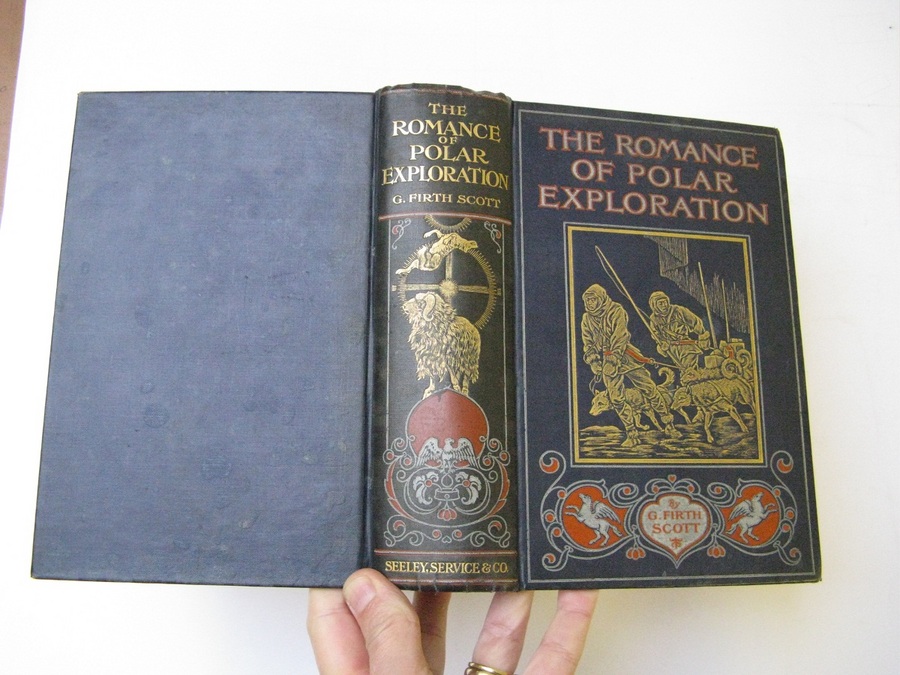 THE
ROMANCE
OF
POLAR
EXPLORATION
G. FIRTH SCOTT
SEELEY, SERVICE & CO.
THE ROMANCE
OF POLAR
EXPLORATION
By
G. FIRTH
SCOTT